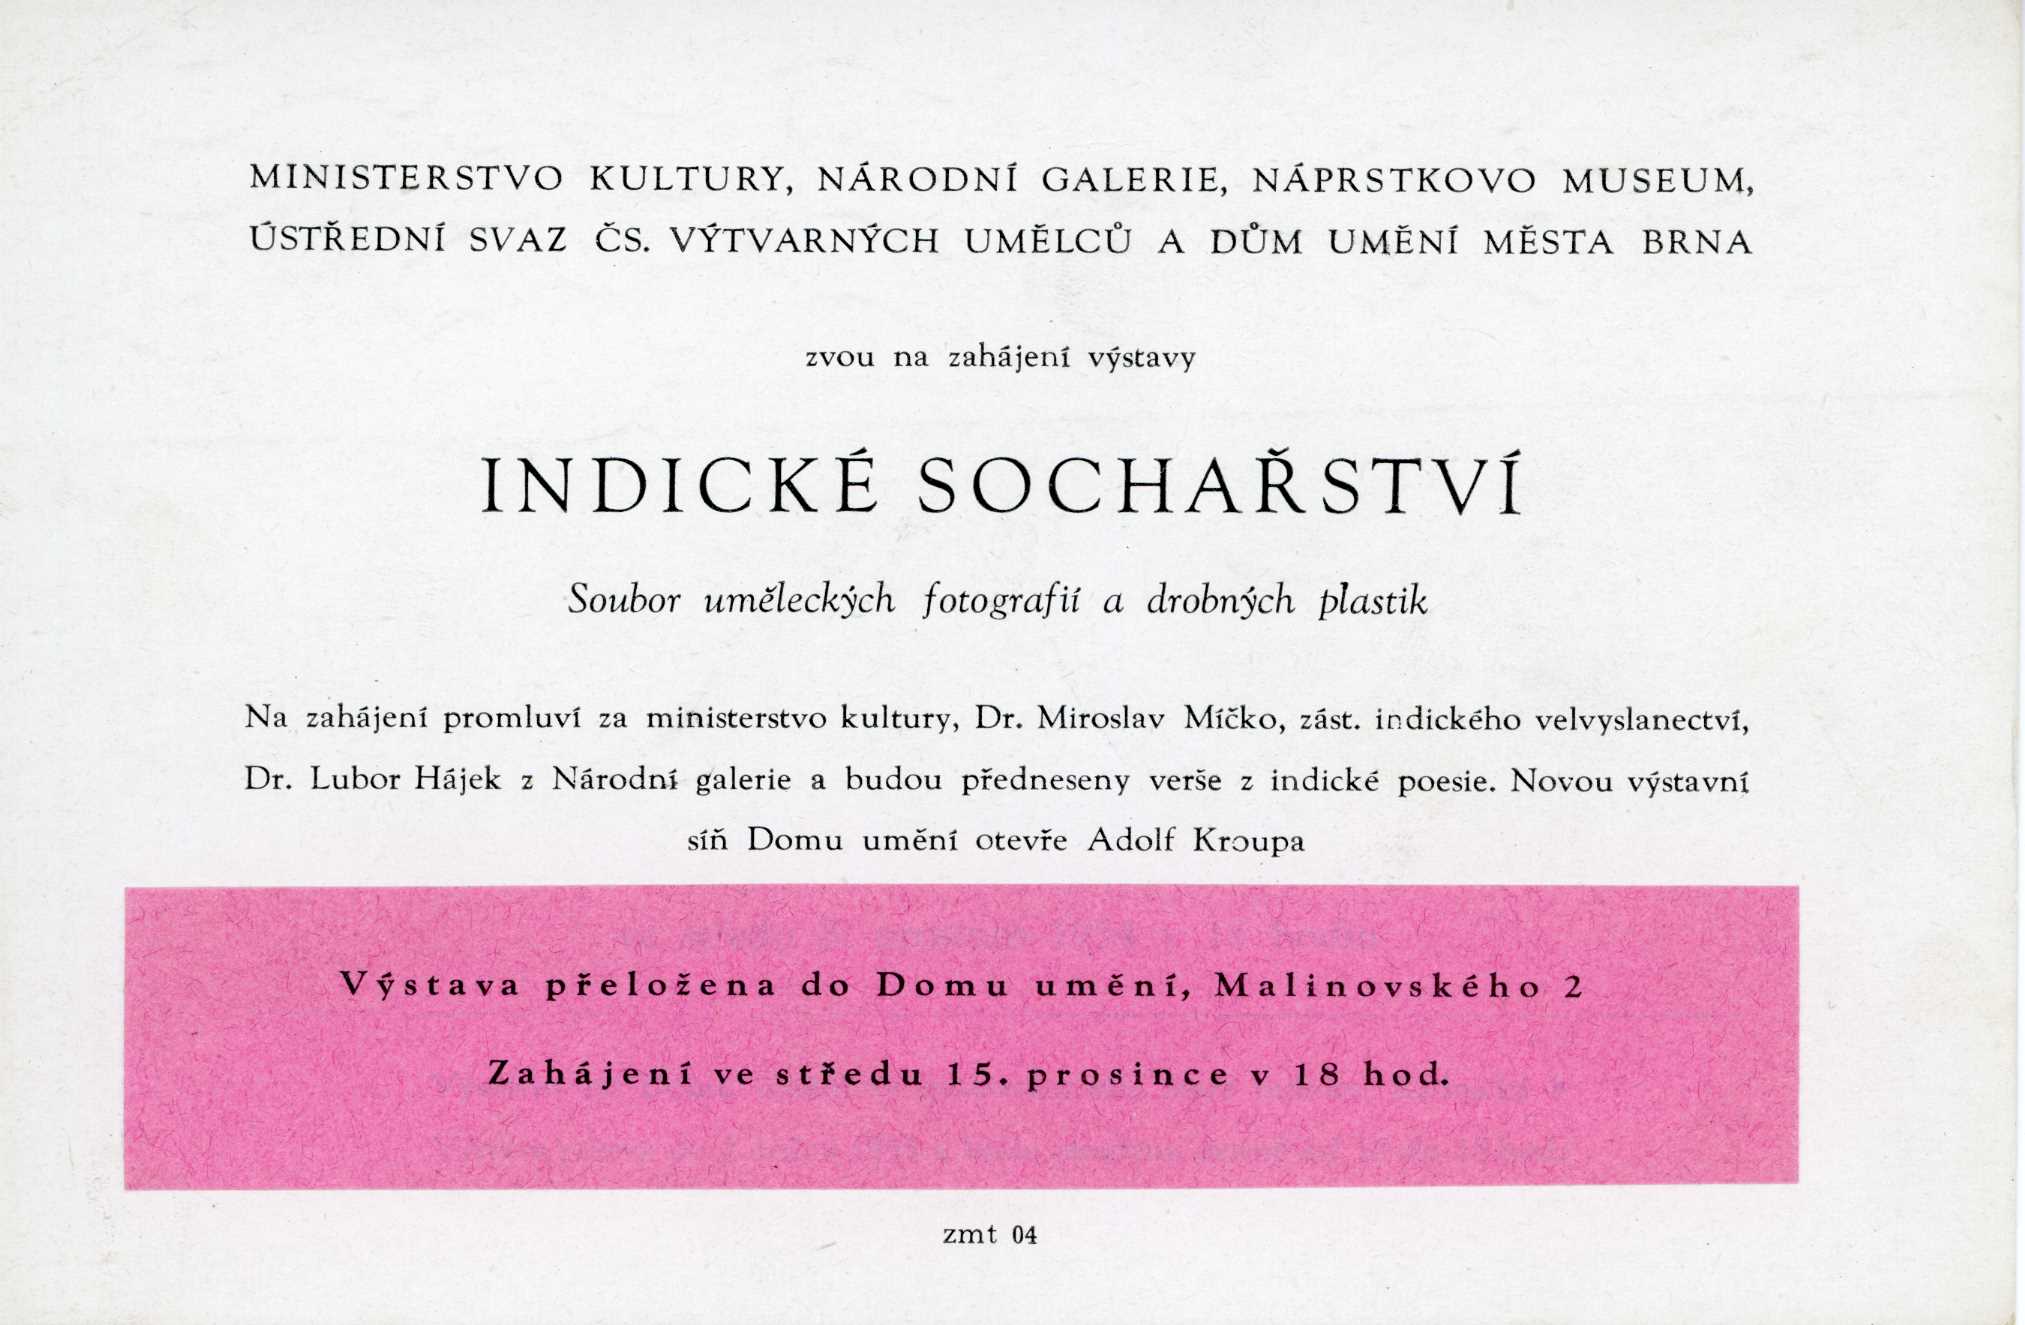 MINISTERSTVO KULTURY, NÁRODNÍ GALERIE, NÁPRSTKOVO MUSEUM,
ÚSTŘEDNÍ SVAZ ČS. VÝTVARNÝCH UMĚLCŮ A DŮM UMĚNÍ MĚSTA BRNA
zvou na zahájení výstavy
INDICKÉ SOCHAŘSTVÍ
Soubor uměleckých fotografií a drobných plastik
Na zahájení promluví za ministerstvo kultury, Dr. Miroslav Míčko, zást. indického velvyslanectví,
Dr. Lubor Hájek z Národní galerie a budou předneseny verše z indické poesie. Novou výstavní
síň Domu umění otevře Adolf Kroupa
Výstava přeložena do Domu umění, Malinovského 2
Zahájení ve středu 15. prosince v 18 hod.
zmt 04